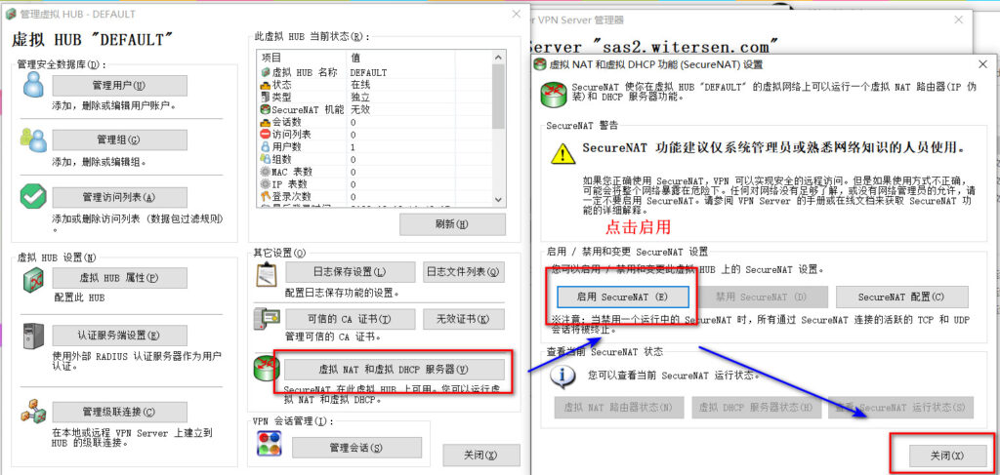 管理虚拟 HUB - DEFAULT
虚拟 HUB "DEFAULT"
管理安全数据库(D):
管理用户(U)
添加，删除或编辑用户账户。
管理组(G)
添加，删除或编辑组。
管理访问列表(A)
添加或删除访问列表 (数据包过滤规则)
。
虚拟 HUB 设置(N)
虚拟 HUB 属性(P)
配置此 HUB
认证服务端设置(E)
使用外部 RADIUS 认证服务器作为用户
认证。
管理级联连接(C)
在本地或远程 VPN Server 上建立到
HUB 的级联连接。
此虚拟 HUB 当前状态(R):
项目 值
虚拟 HUB 名称 DEFAULT
状态 在线
类型 独立
SecureNAT 机能 无效
会话数 0
访问列表 0
用户数 1
组数 0
MAC 表数 0
IP 表数 0
登录次数 0
刷新(H)
其它设置(O)
日志保存设置(L)
日志文件列表(Q)
配置日志保存功能的设置。
可信的 CA 证书(T)
无效证书(K)
管理可信的 CA 证书。
虚拟 NAT 和虚拟 DHCP 服务器(V)
SecureNAT 在此虚拟 HUB 上可用。您可以运行虚
拟 NAT 和虚拟 DHCP。
VPN 会话管理(I):
管理会话(S)
关闭(X)
er VPN Server 管理器
Server "sas2.witersen.com"
虚拟 NAT 和虚拟 DHCP 功能 (SecureNAT) 设置
SecureNAT 使你在虚拟 HUB "DEFAULT" 的虚拟网络上可以运行一个虚拟 NAT 路由器(IP 伪
装)和 DHCP 服务器功能。
SecureNAT 警告
SecureNAT 功能建议仅系统管理员或熟悉网络知识的人员使用。
如果您正确使用 SecureNAT，VPN 可以实现安全的远程访问。但是如果使用方式不正确，
可能会将整个网络暴露在危险下。任何对网络没有足够了解，或没有网络管理员的允许，请
一定不要启用 SecureNAT。请参阅 VPN Server 的手册或在线文档来获取 SecureNAT 功
能的详细解释。
点击启用
启用 / 禁用和变更 SecureNAT 设置
您可以启用 / 禁用和变更此虚拟 HUB 上的 SecureNAT 设置。
启用 SecureNAT (E)
禁用 SecureNAT (D)
SecureNAT 配置(C)
※注意: 当禁用一个运行中的 SecureNAT 时，所有通过 SecureNAT 连接的活跃的 TCP 和 UDP
会话将被终止。
查看当前 SecureNAT 状态
您可以查看当前 SecureNAT 运行状态。
虚拟 NAT 路由器状态(N)
虚拟 DHCP 服务器状态(H)
查看 SecureNAT 运行状态(S)
关闭(X)